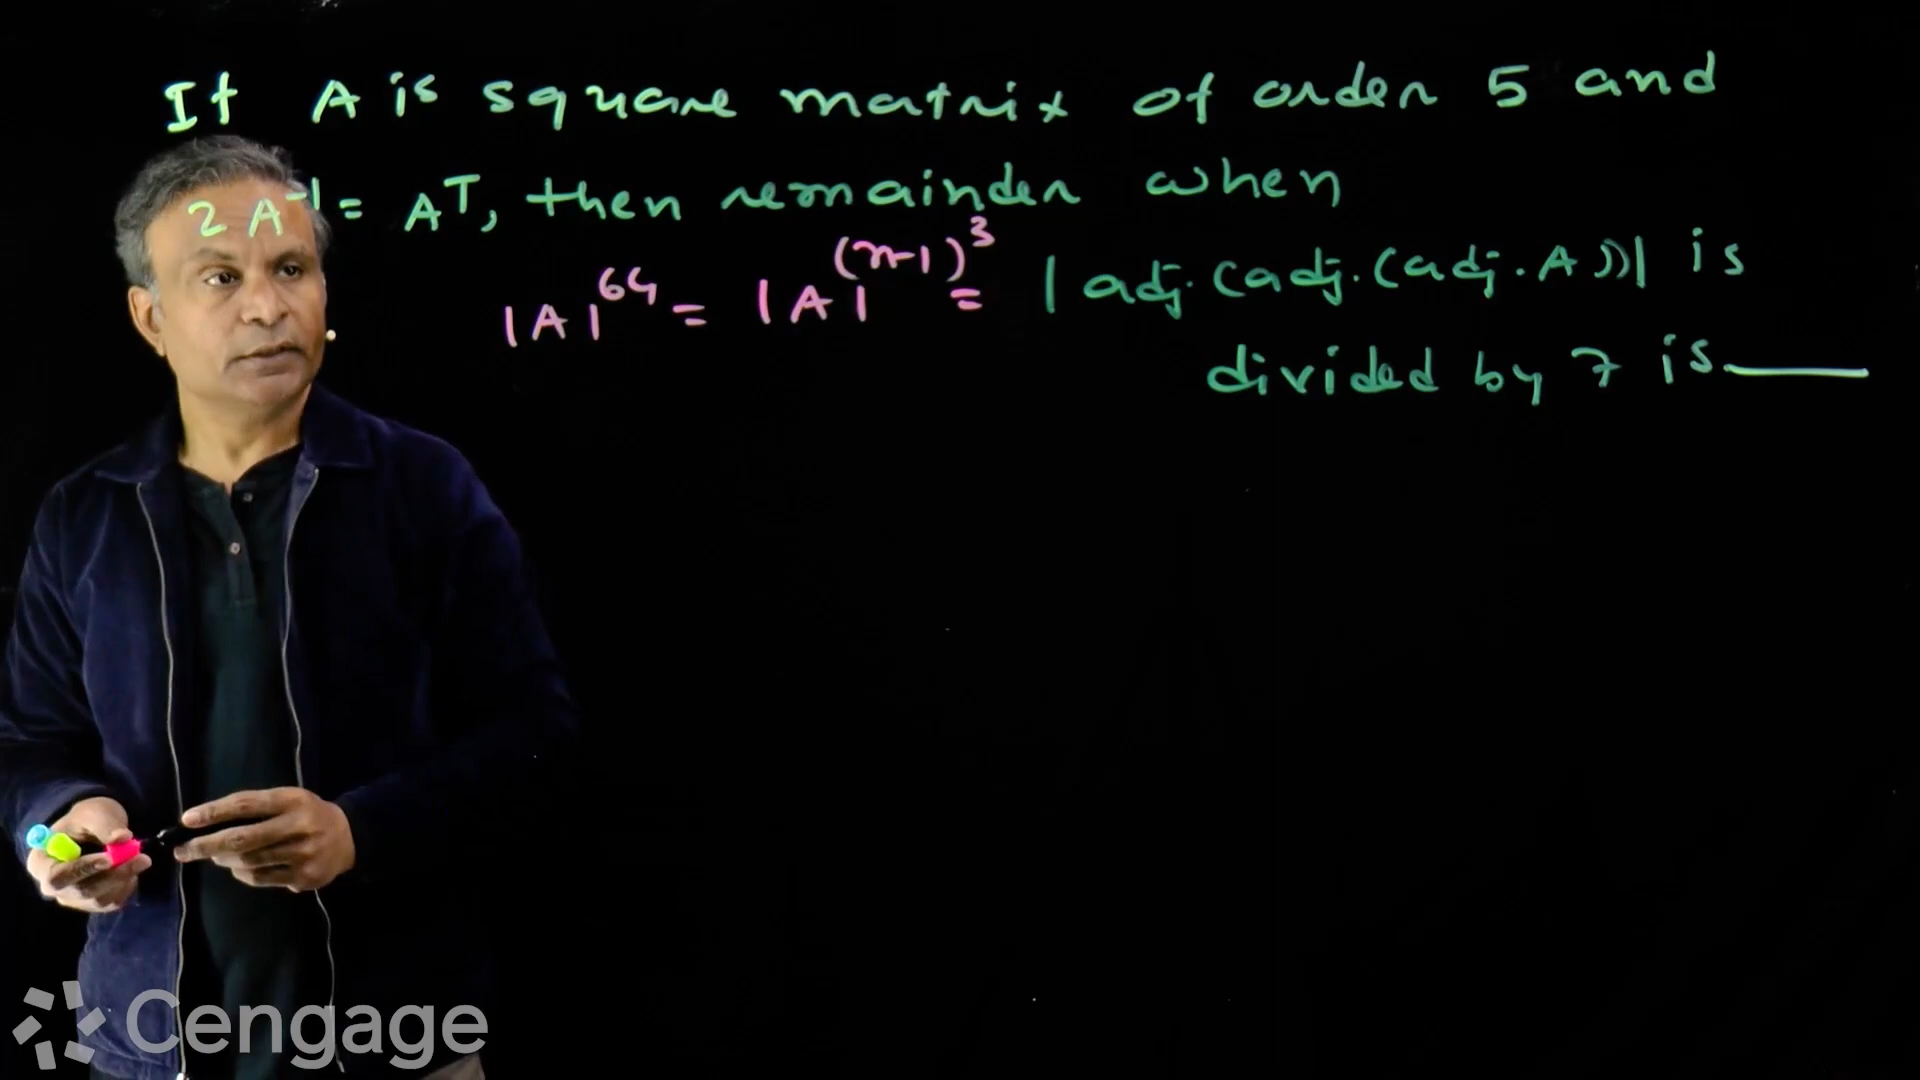 If A is square matrix of order 5 and
2 A⁻¹ = Aᵀ, then remainder when
|A|⁶⁴ = |A|^(n-1)³ = | adj.(adj.(adj.A))| is
divided by 7 is.____
Cengage